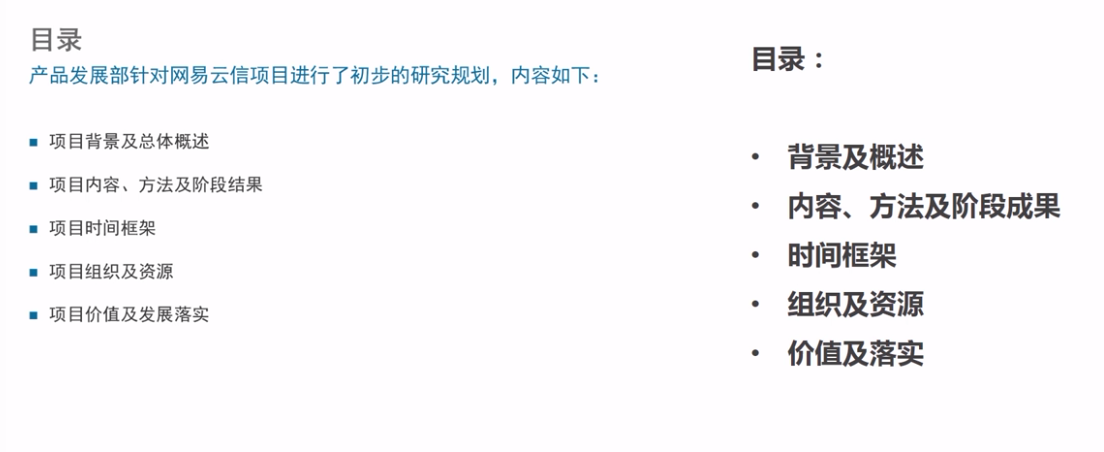 目录
产品发展部针对网易云信项目进行了初步的研究规划，内容如下：
■ 项目背景及总体概述
■ 项目内容、方法及阶段结果
■ 项目时间框架
■ 项目组织及资源
■ 项目价值及发展落实
目录：
• 背景及概述
• 内容、方法及阶段成果
• 时间框架
• 组织及资源
• 价值及落实